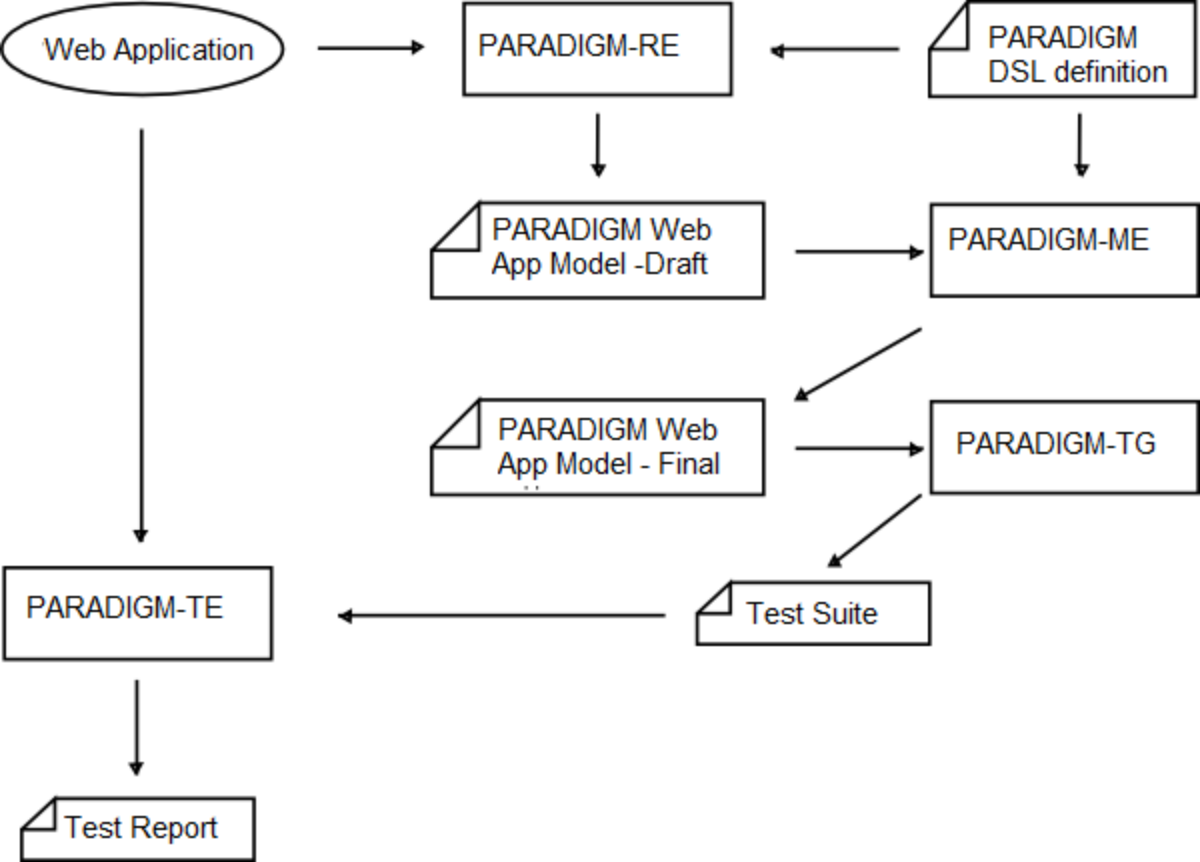 Web Application
PARADIGM-RE
PARADIGM
DSL definition
PARADIGM Web
App Model -Draft
PARADIGM-ME
PARADIGM Web
App Model - Final
PARADIGM-TG
PARADIGM-TE
Test Suite
Test Report